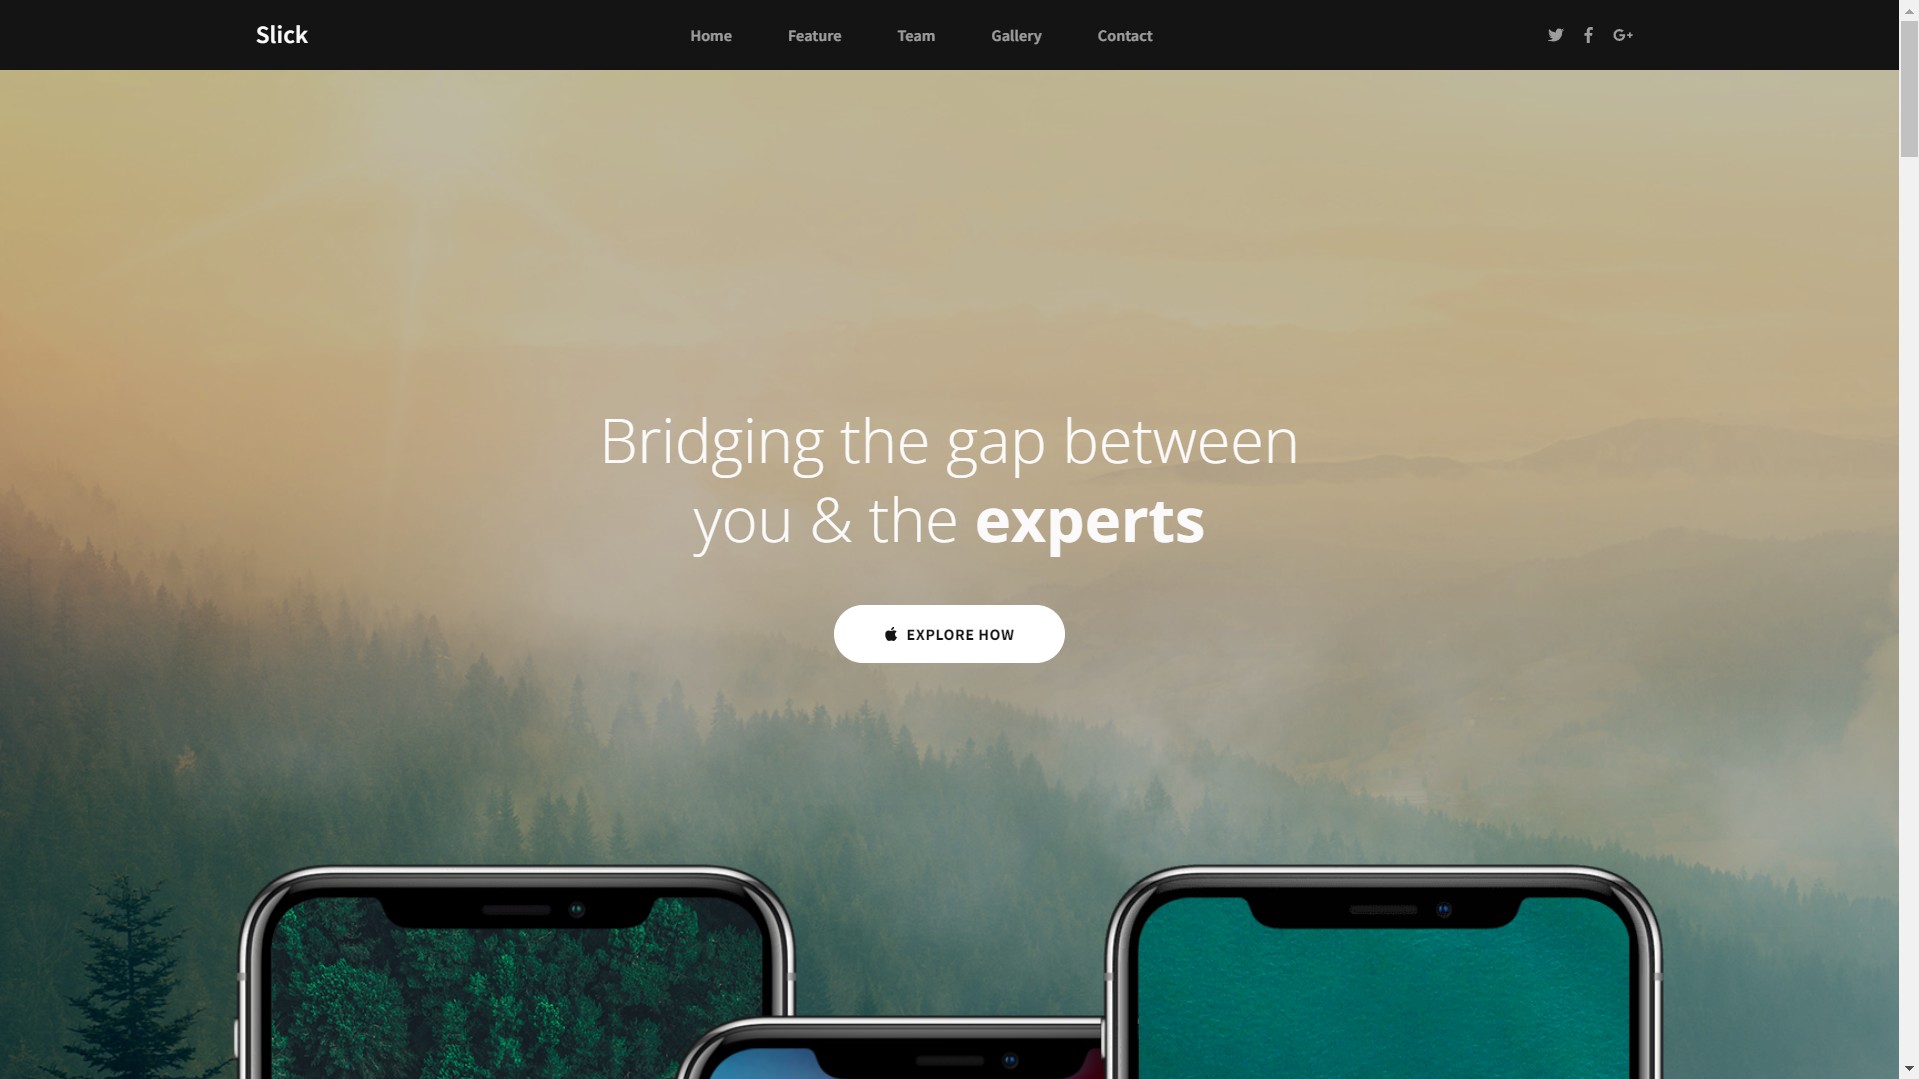 Slick
Home
Feature
Team
Gallery
Contact
G+
Bridging the gap between
you & the experts
EXPLORE HOW